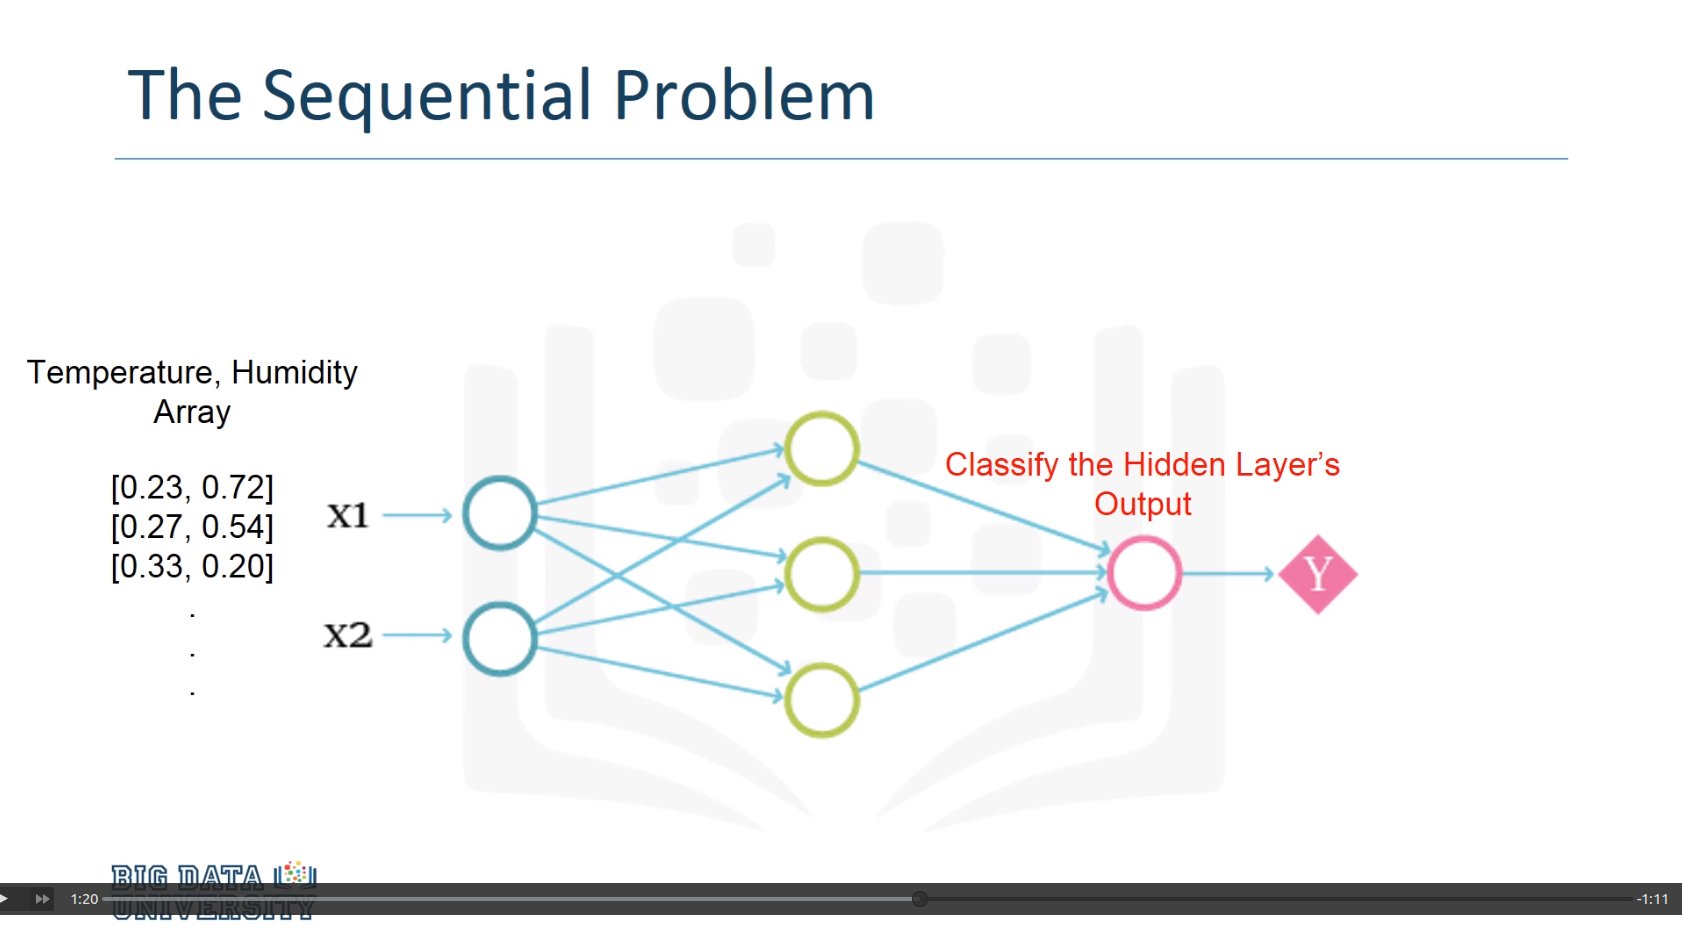 The Sequential Problem
Temperature, Humidity
Array
[0.23, 0.72]
[0.27, 0.54]
[0.33, 0.20]
.
.
.
X1
X2
Classify the Hidden Layer’s
Output
Y
BIG DATA
UNIVERSITY
1:20
-1:11